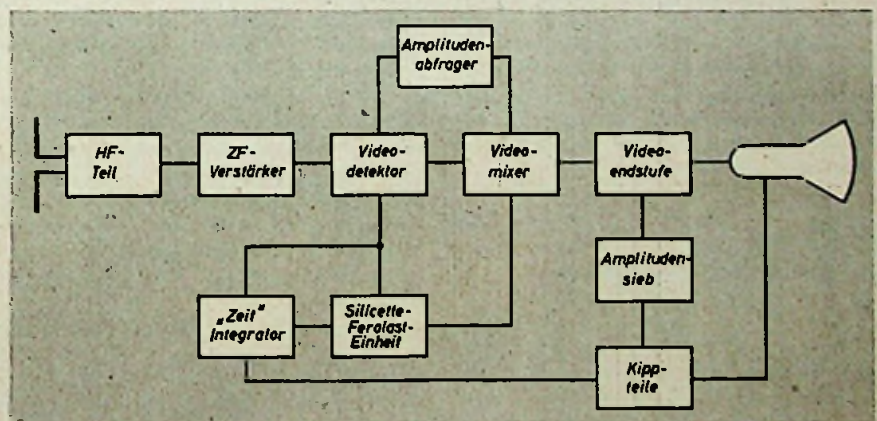 Amplituden-
abfrager
HF-
Teil
ZF-
Verstärker
Video-
detektor
Video-
mixer
Video-
endstufe
Amplituden-
sieb
„Zeit"
Integrator
Silicette-
Ferolast-
Einheit
Kipp-
teile